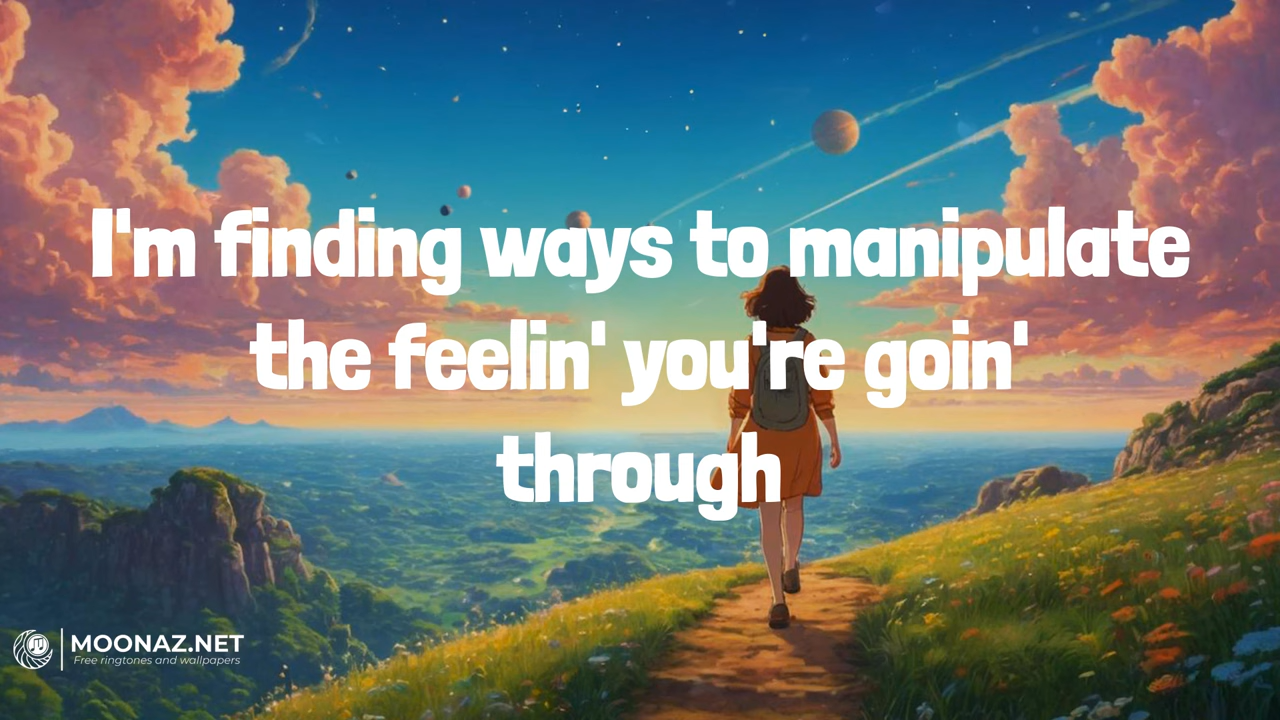 I'm finding ways to manipulate
the feelin' you're goin'
through
MOONAZ.NET
Free ringtones and wallpapers